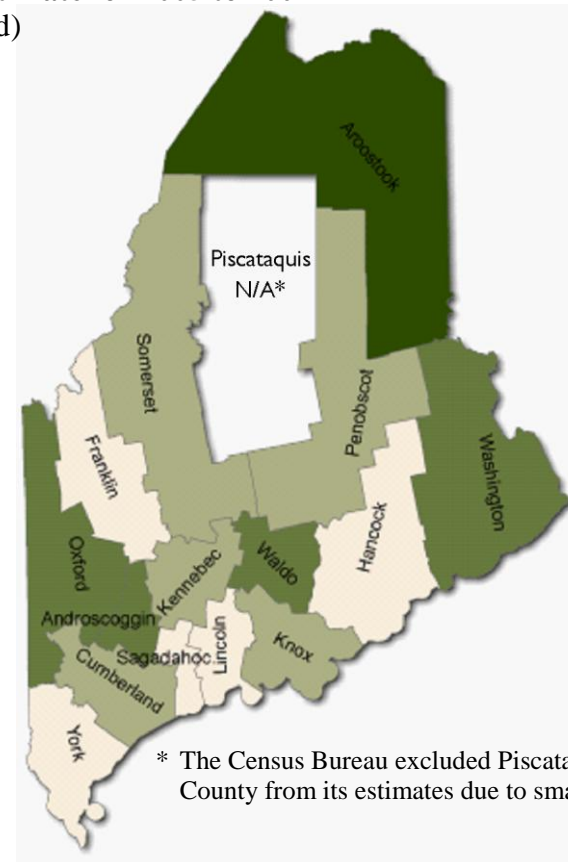 d)
Aroostook
Piscataquis
N/A*
Somerset
Penobscot
Franklin
Washington
Hancock
Oxford
Kennebec
Waldo
Androscoggin
Sagadahoc
Lincoln
Knox
Cumberland
York
* The Census Bureau excluded Piscata
County from its estimates due to sma